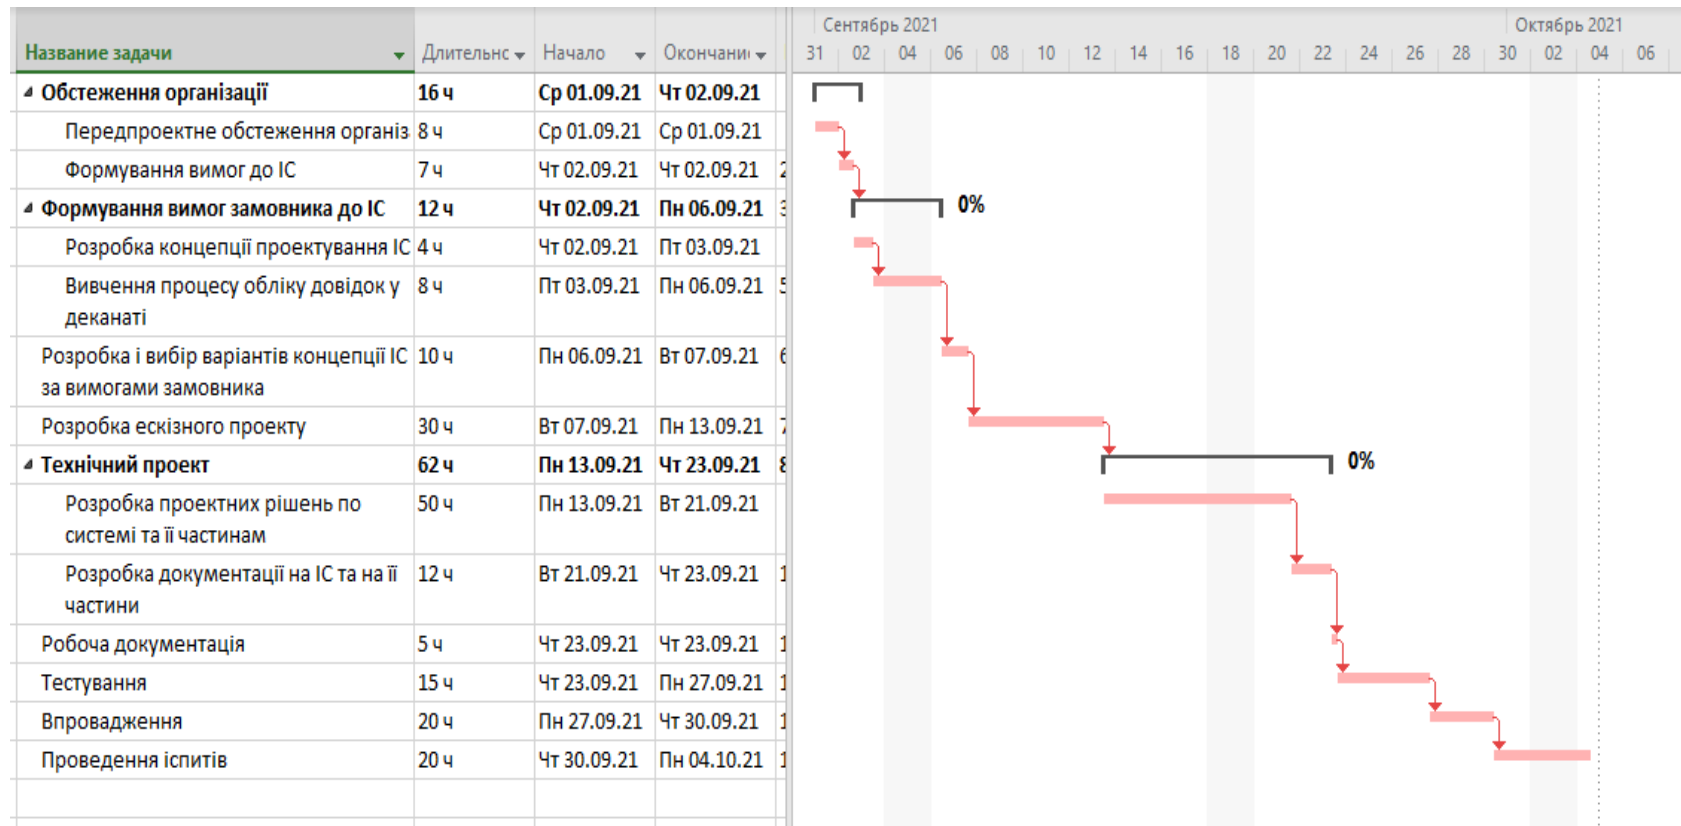 Сентябрь 2021 Октябрь 2021
Название задачи Длительнс Начало Окончани
31 02 04 06 08 10 12 14 16 18 20 22 24 26 28 30 02 04 06
Обстеження організації 16 ч Ср 01.09.21 Чт 02.09.21
Передпроектне обстеження організ 8 ч Ср 01.09.21 Ср 01.09.21
Формування вимог до ІС 7 ч Чт 02.09.21 Чт 02.09.21 2
Формування вимог замовника до ІС 12 ч Чт 02.09.21 Пн 06.09.21 3 0%
Розробка концепції проектування ІС 4 ч Чт 02.09.21 Пт 03.09.21
Вивчення процесу обліку довідок у 8 ч Пт 03.09.21 Пн 06.09.21 5
деканаті
Розробка і вибір варіантів концепції ІС 10 ч Пн 06.09.21 Вт 07.09.21 6
за вимогами замовника
Розробка ескізного проекту 30 ч Вт 07.09.21 Пн 13.09.21 7
Технічний проект 62 ч Пн 13.09.21 Чт 23.09.21 8 0%
Розробка проектних рішень по 50 ч Пн 13.09.21 Вт 21.09.21
системі та її частинам
Розробка документації на ІС та на її 12 ч Вт 21.09.21 Чт 23.09.21 1
частини
Робоча документація 5 ч Чт 23.09.21 Чт 23.09.21 1
Тестування 15 ч Чт 23.09.21 Пн 27.09.21 1
Впровадження 20 ч Пн 27.09.21 Чт 30.09.21 1
Проведення іспитів 20 ч Чт 30.09.21 Пн 04.10.21 1